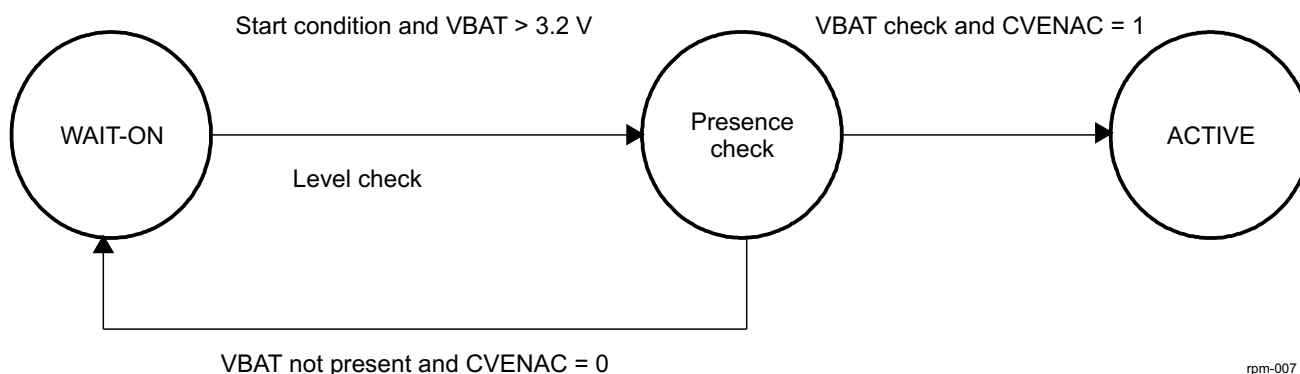 Start condition and VBAT > 3.2 V
VBAT check and CVENAC = 1
WAIT-ON
Presence
check
ACTIVE
Level check
VBAT not present and CVENAC = 0
rpm-007